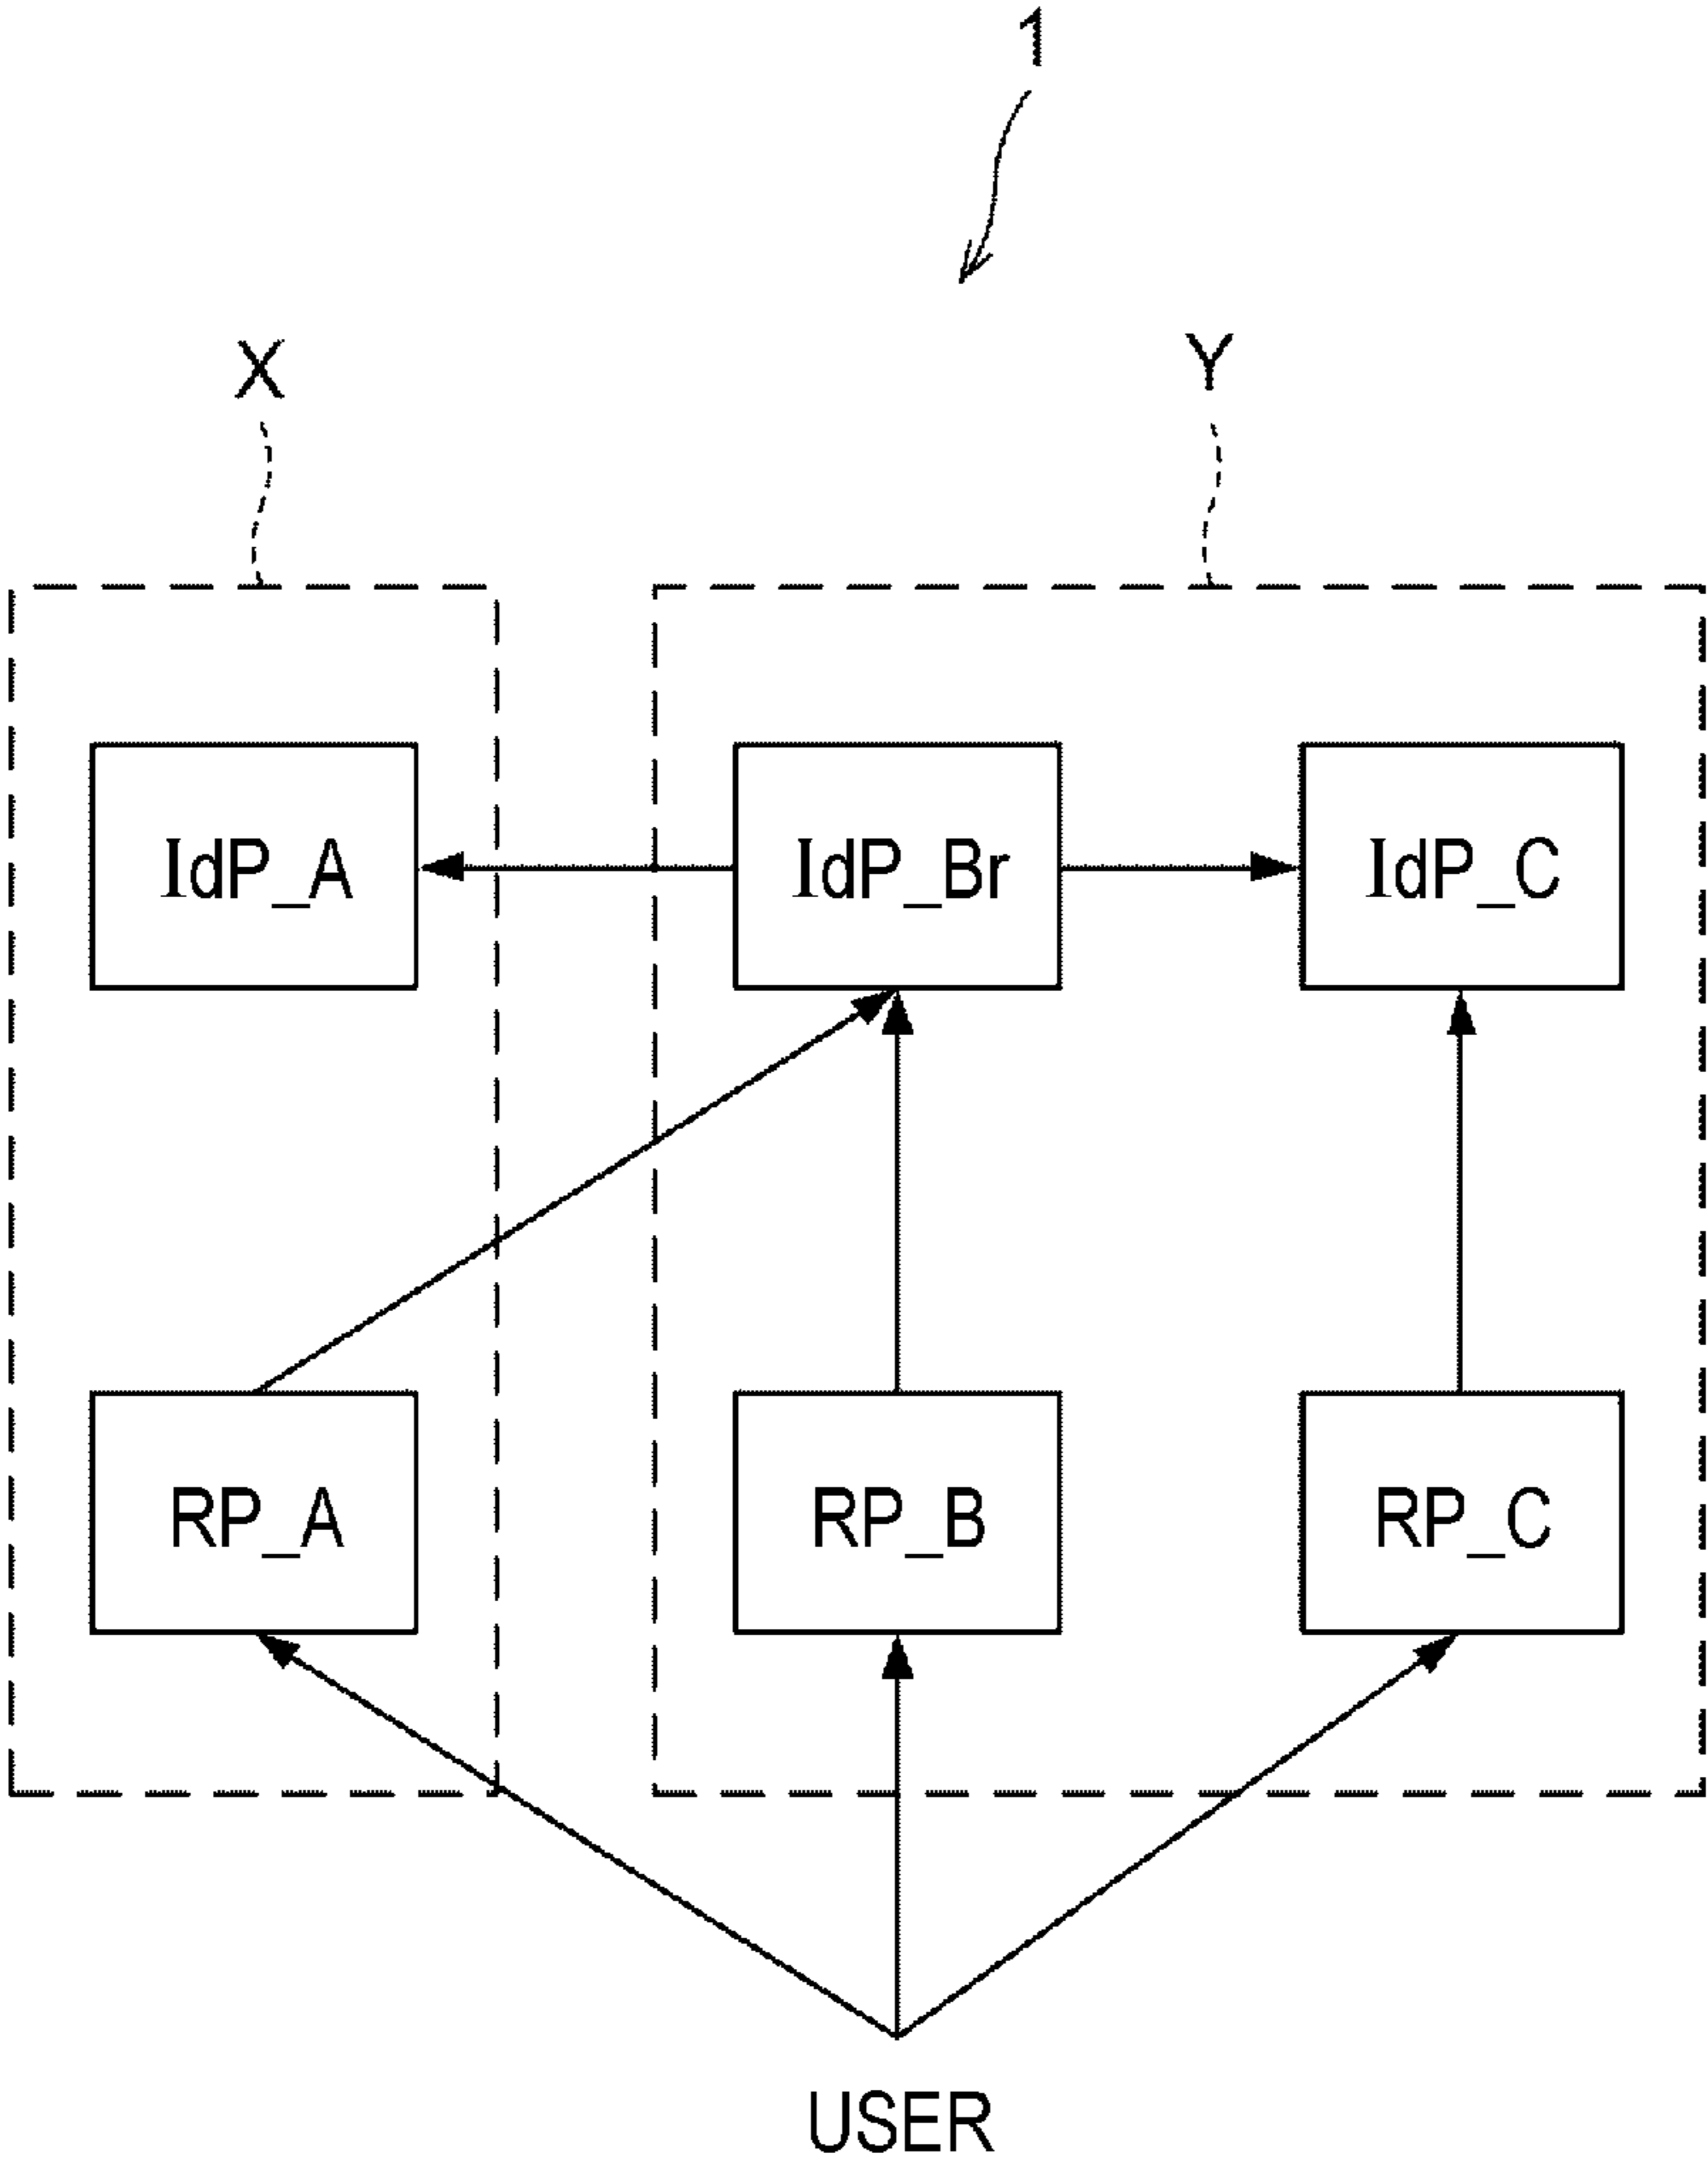 1
X
Y
IdP_A
IdP_Br
IdP_C
RP_A
RP_B
RP_C
USER